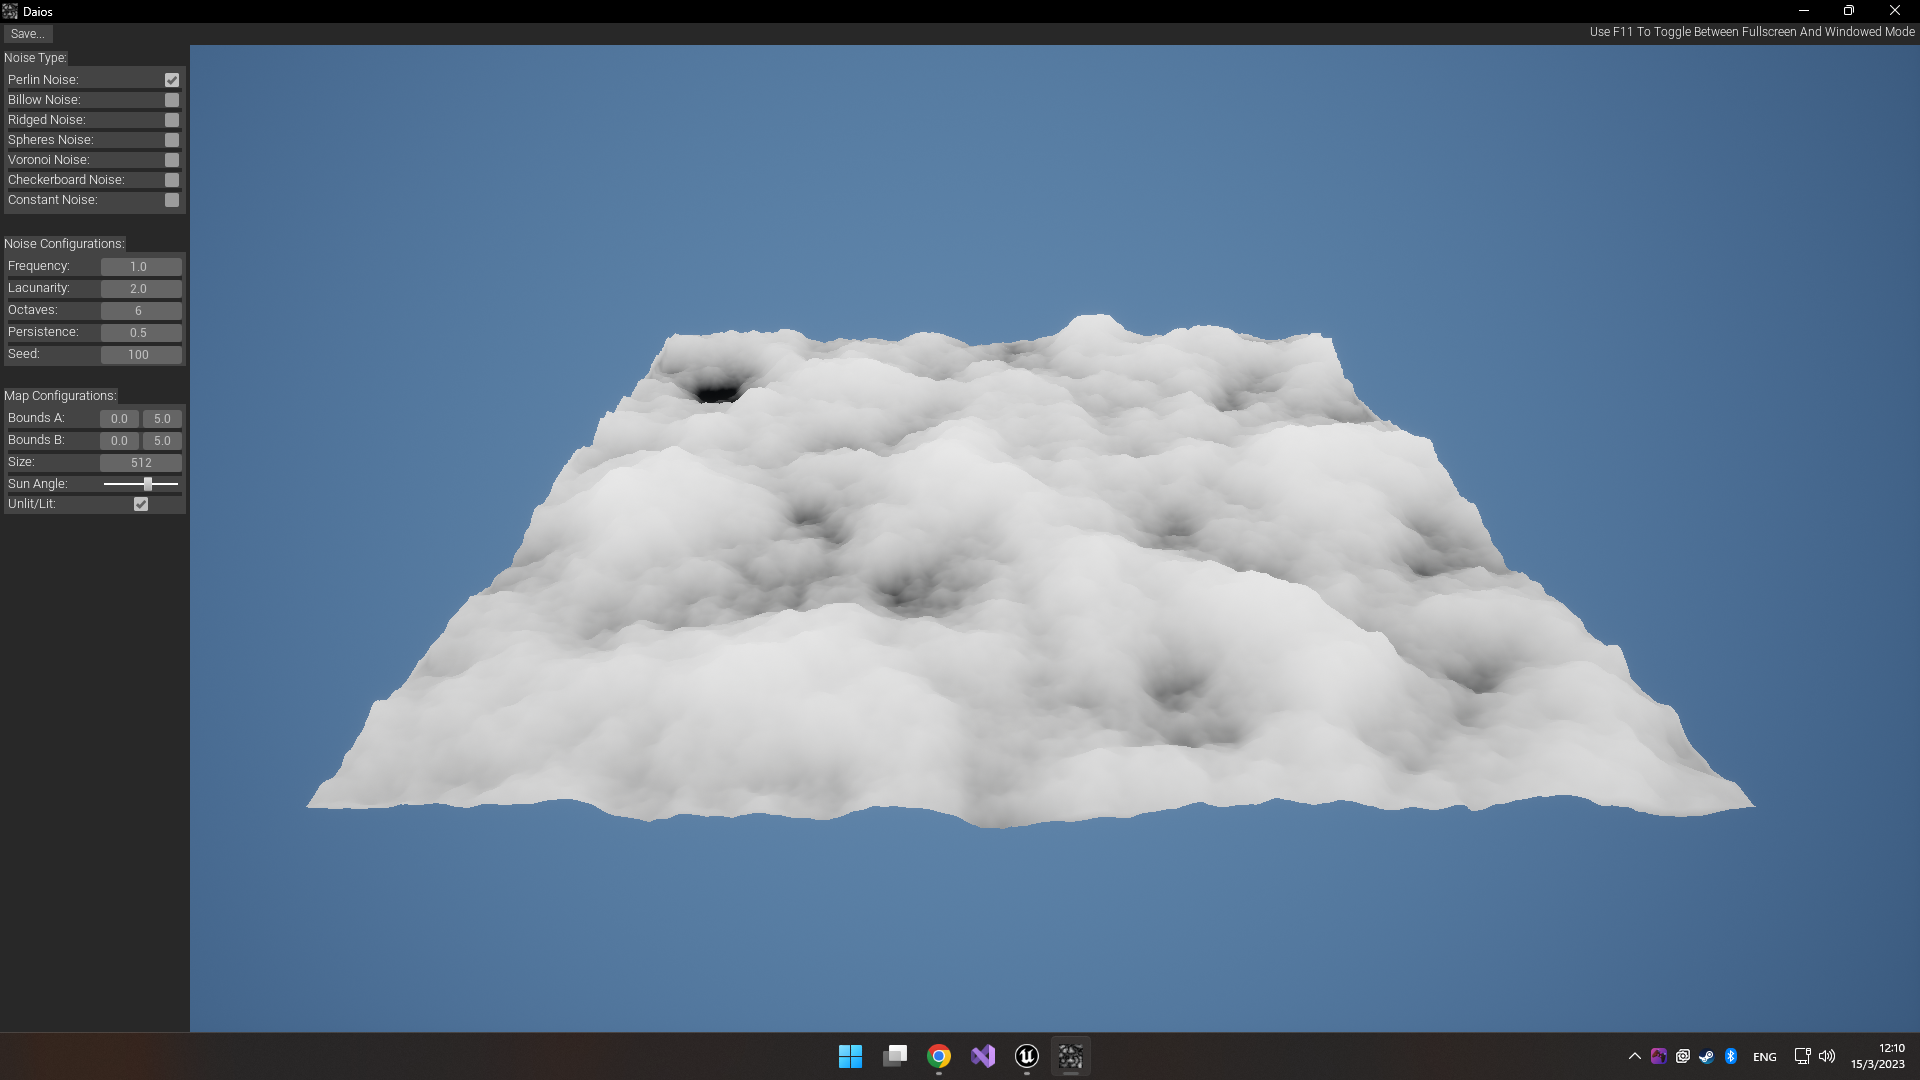 Daios
Save...
Use F11 To Toggle Between Fullscreen And Windowed Mode
Noise Type:
Perlin Noise:
Billow Noise:
Ridged Noise:
Spheres Noise:
Voronoi Noise:
Checkerboard Noise:
Constant Noise:
Noise Configurations:
Frequency: 1.0
Lacunarity: 2.0
Octaves: 6
Persistence: 0.5
Seed: 100
Map Configurations:
Bounds A: 0.0 5.0
Bounds B: 0.0 5.0
Size: 512
Sun Angle:
Unlit/Lit:
ENG
12:10
15/3/2023